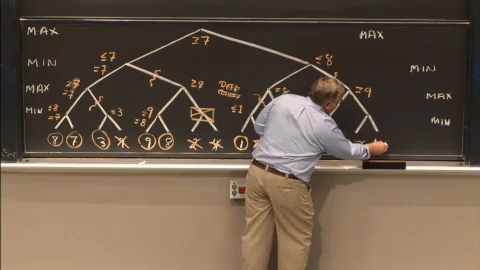 MAX MAX
≥7
≤7 ≤8
MIN =7 MIN
≥7 ≥8 DEEP ≥9
MAX =7 CUTOFF MAX
MIN ≤8 =3 ≤9 ≤1 MIN
=7 =8
8 7 3 * 9 8 * * 1